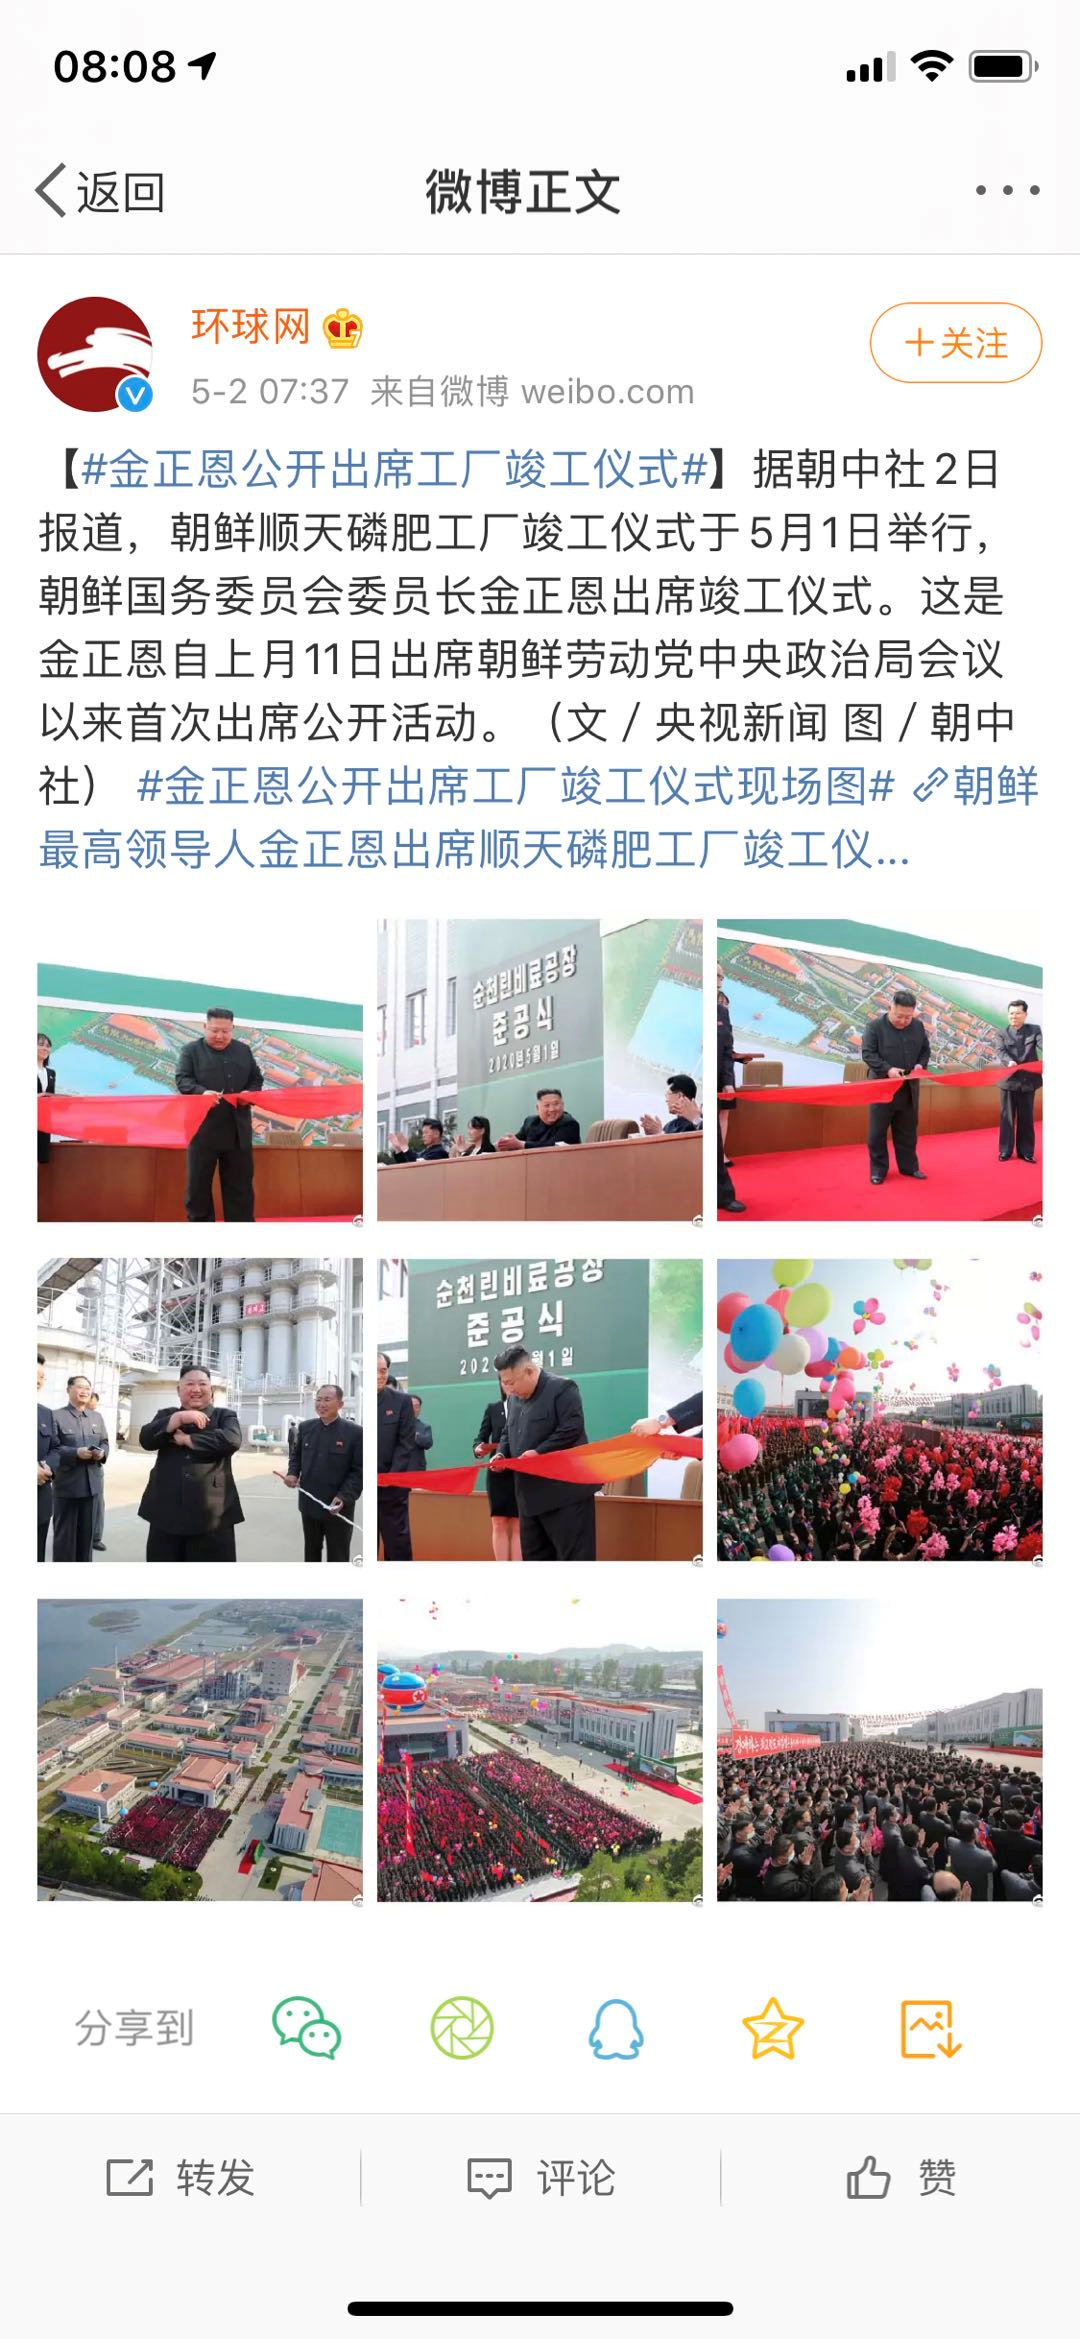 08:08
返回
微博正文
环球网
+关注
5-2 07:37 来自微博 weibo.com
【#金正恩公开出席工厂竣工仪式#】据朝中社2日
报道，朝鲜顺天磷肥工厂竣工仪式于5月1日举行，
朝鲜国务委员会委员长金正恩出席竣工仪式。这是
金正恩自上月11日出席朝鲜劳动党中央政治局会议
以来首次出席公开活动。（文／央视新闻 图／朝中
社） #金正恩公开出席工厂竣工仪式现场图# 朝鲜
最高领导人金正恩出席顺天磷肥工厂竣工仪...
순천린비료공장
준공식
2020년5월1일
순천린비료공장
준공식
202 월1일
分享到
转发
评论
赞